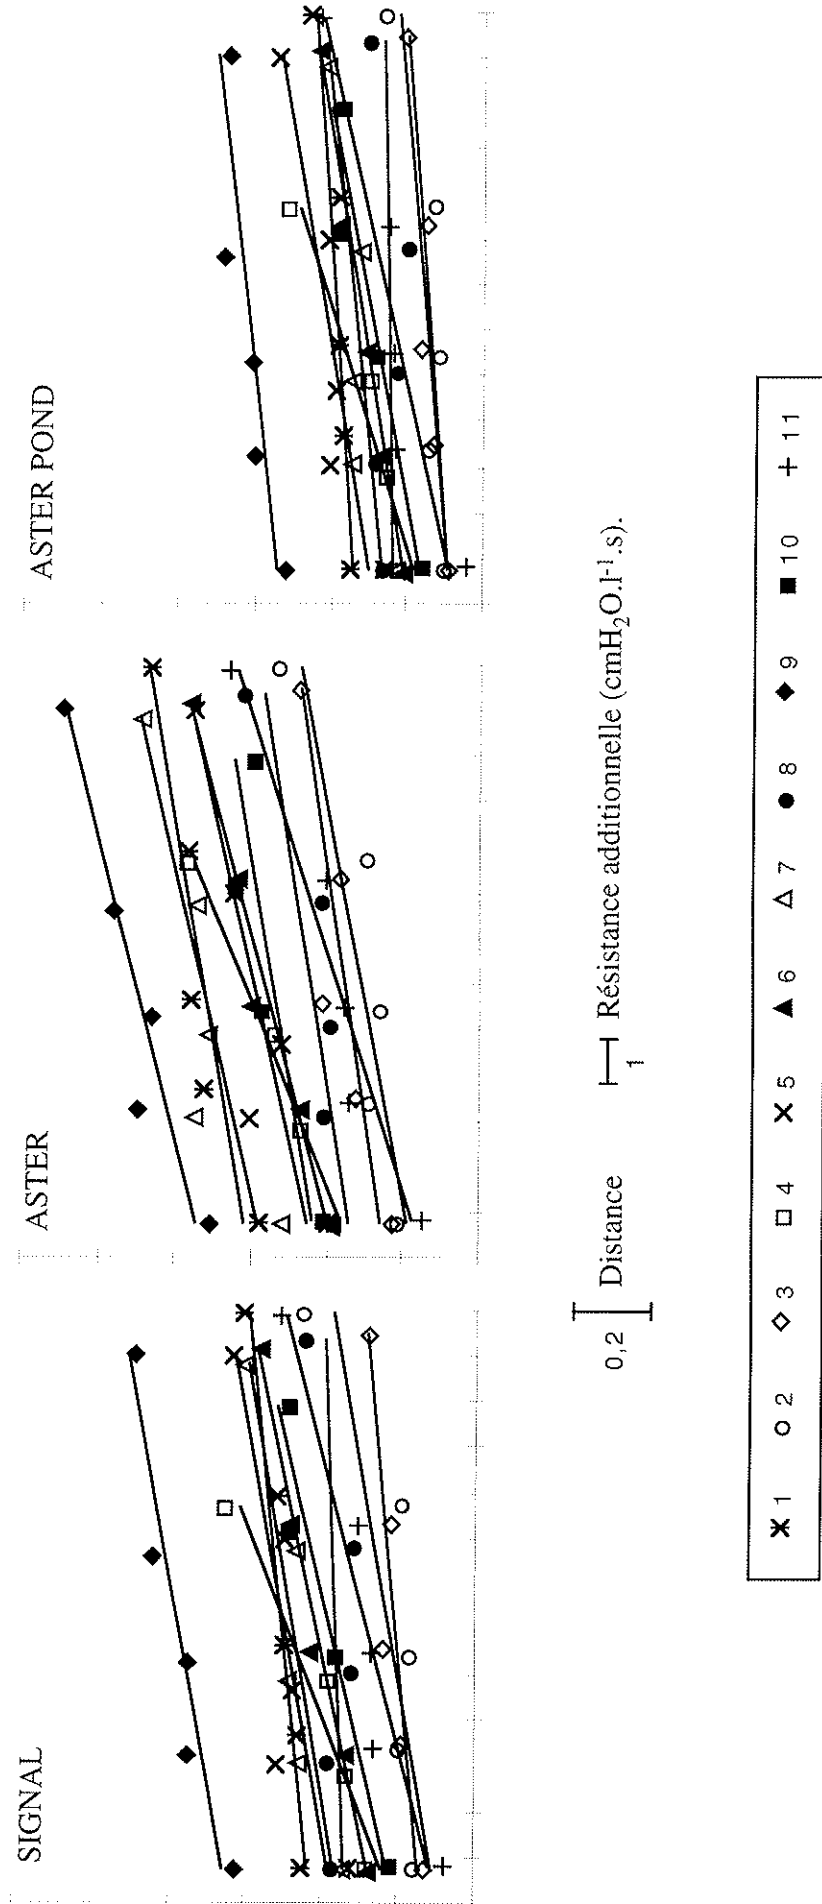 SIGNAL
ASTER
ASTER POND
0,2 Distance
1 Résistance additionnelle (cmH₂O.l⁻¹.s).
1 2 3 4 5 6 7 8 9 10 11